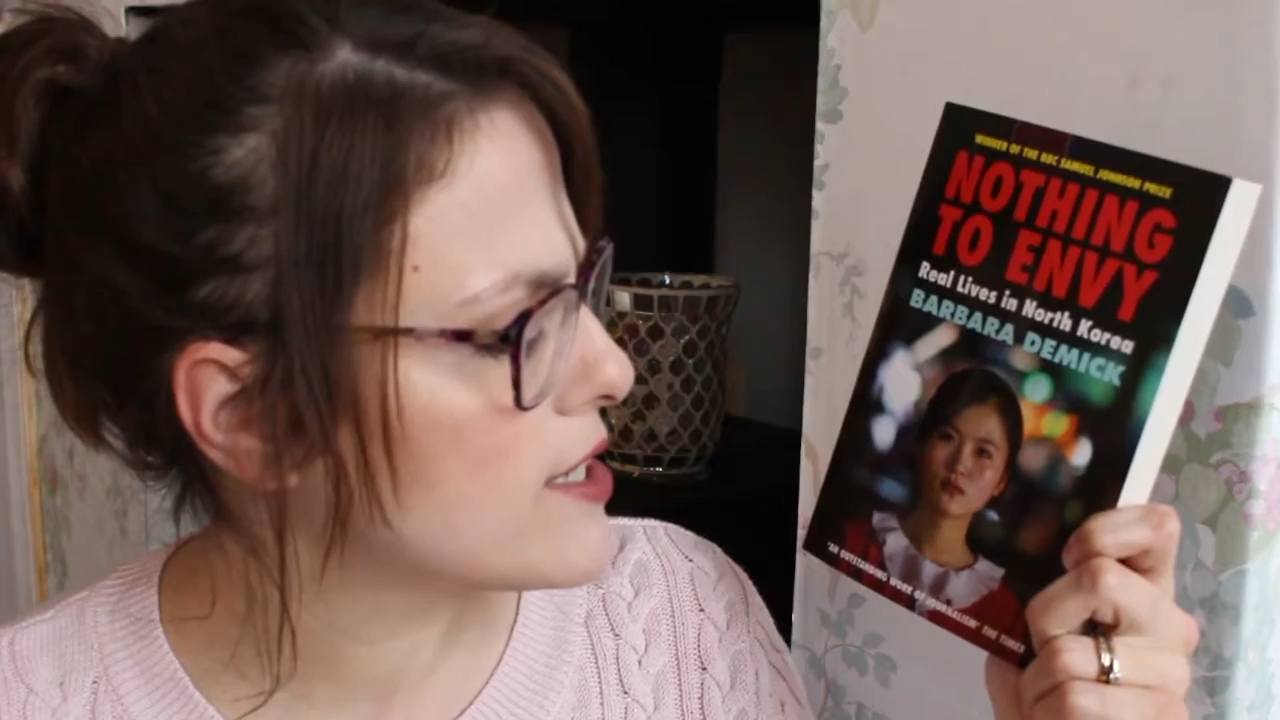 WINNER OF THE BBC SAMUEL JOHNSON PRIZE
NOTHING
TO ENVY
Real Lives in North Korea
BARBARA DEMICK
'AN OUTSTANDING WORK OF JOURNALISM' THE TIMES